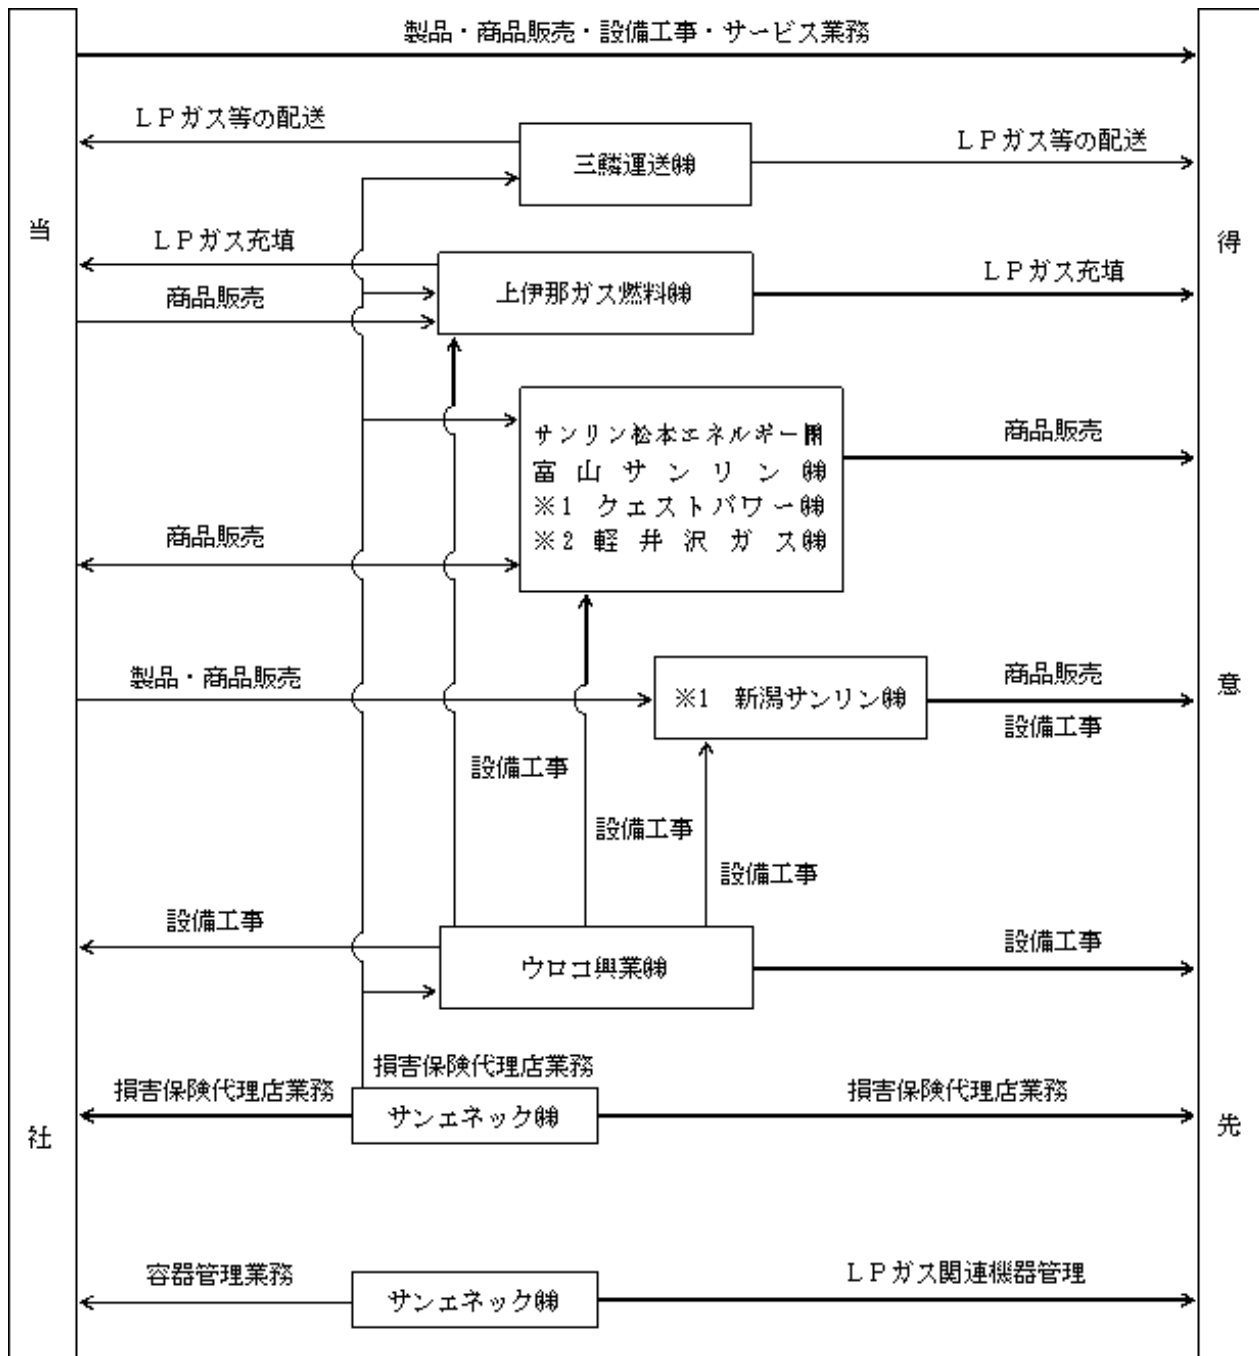 製品・商品販売・設備工事・サービス業務
ＬＰガス等の配送
三鱗運送㈱
ＬＰガス等の配送
当
得
ＬＰガス充填
上伊那ガス燃料㈱
ＬＰガス充填
商品販売
サンリン松本エネルギー㈲
富山サンリン㈱
※1 クエストパワー㈱
※2 軽井沢ガス㈱
商品販売
商品販売
製品・商品販売
※1 新潟サンリン㈱
商品販売
設備工事
意
設備工事
設備工事
設備工事
設備工事
ウロコ興業㈱
設備工事
損害保険代理店業務
損害保険代理店業務
サンエネック㈱
損害保険代理店業務
社
先
容器管理業務
サンエネック㈱
ＬＰガス関連機器管理